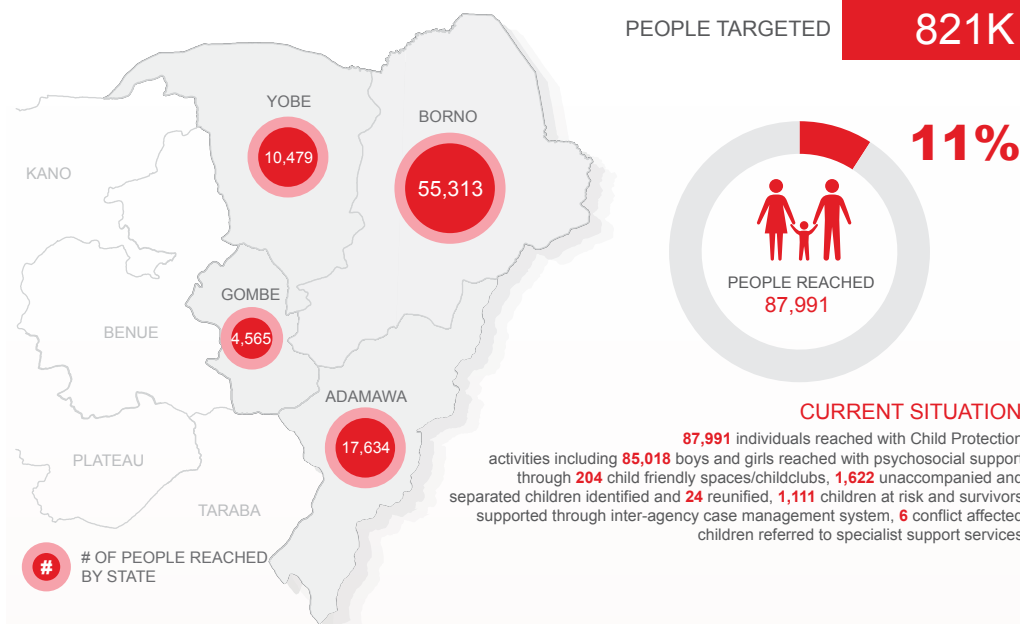 PEOPLE TARGETED
821K
YOBE
10,479
BORNO
55,313
KANO
11%
PEOPLE REACHED
87,991
GOMBE
4,565
BENUE
ADAMAWA
17,634
PLATEAU
TARABA
#
# OF PEOPLE REACHED
BY STATE
CURRENT SITUATION
87,991 individuals reached with Child Protection
activities including 85,018 boys and girls reached with psychosocial support
through 204 child friendly spaces/childclubs, 1,622 unaccompanied and
separated children identified and 24 reunified, 1,111 children at risk and survivors
supported through inter-agency case management system, 6 conflict affected
children referred to specialist support services